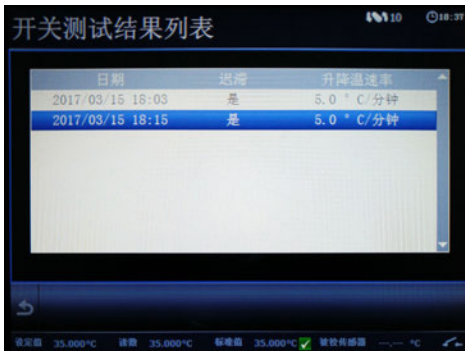 开关测试结果列表 10 18:37
日期 迟滞 升降温速率
2017/03/15 18:03 是 5.0 ° C/分钟
2017/03/15 18:15 是 5.0 ° C/分钟
设定值 35.000°C 读数 35.000°C 标准值 35.000°C 被检传感器 ---.--- °C